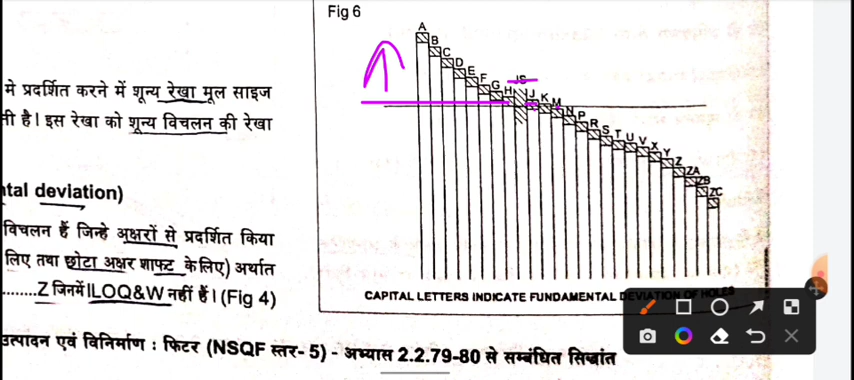 Fig 6
A
B
C
D
E
F
G
H
JS
J
K
M
N
P
R
S
T
U
V
X
Y
Z
ZA
ZB
ZC
मे प्रदर्शित करने में शून्य रेखा मूल साइज
नी है। इस रेखा को शून्य विचलन की रेखा
ntal deviation)
विचलन हैं जिन्हे अक्षरों से प्रदर्शित किया
लिए तथा छोटा अक्षर शाफ्ट के लिए) अर्थात
........Z जिनमें ILOQ&W नहीं हैं। (Fig 4)
CAPITAL LETTERS INDICATE FUNDAMENTAL DEVIATION OF HOLES
उत्पादन एवं विनिर्माण : फिटर (NSQF स्तर- 5) - अभ्यास 2.2.79-80 से सम्बंधित सिद्धांत